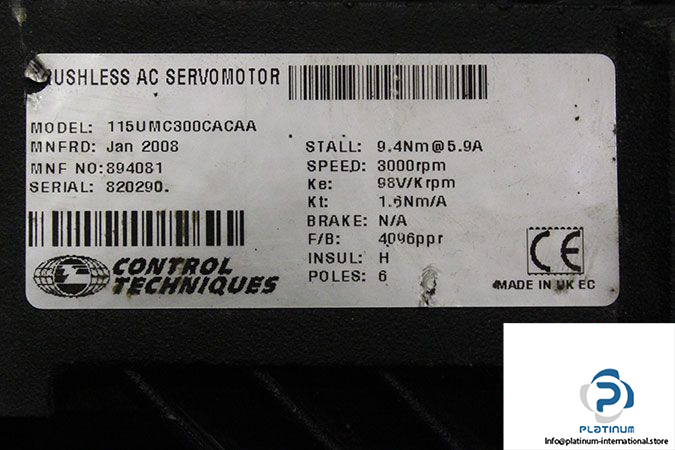 RUSHLESS AC SERVOMOTOR
MODEL: 115UMC300CACAA
MNFRD: Jan 2008
MNF NO:894081
SERIAL: 820290.
STALL: 9.4Nm@5.9A
SPEED: 3000rpm
Ke: 98V/Krpm
Kt: 1.6Nm/A
BRAKE: N/A
F/B: 4096ppr
INSUL: H
POLES: 6
CONTROL
TECHNIQUES
CE
MADE IN UK EC
PLATINUM
Info@platinum-international.store